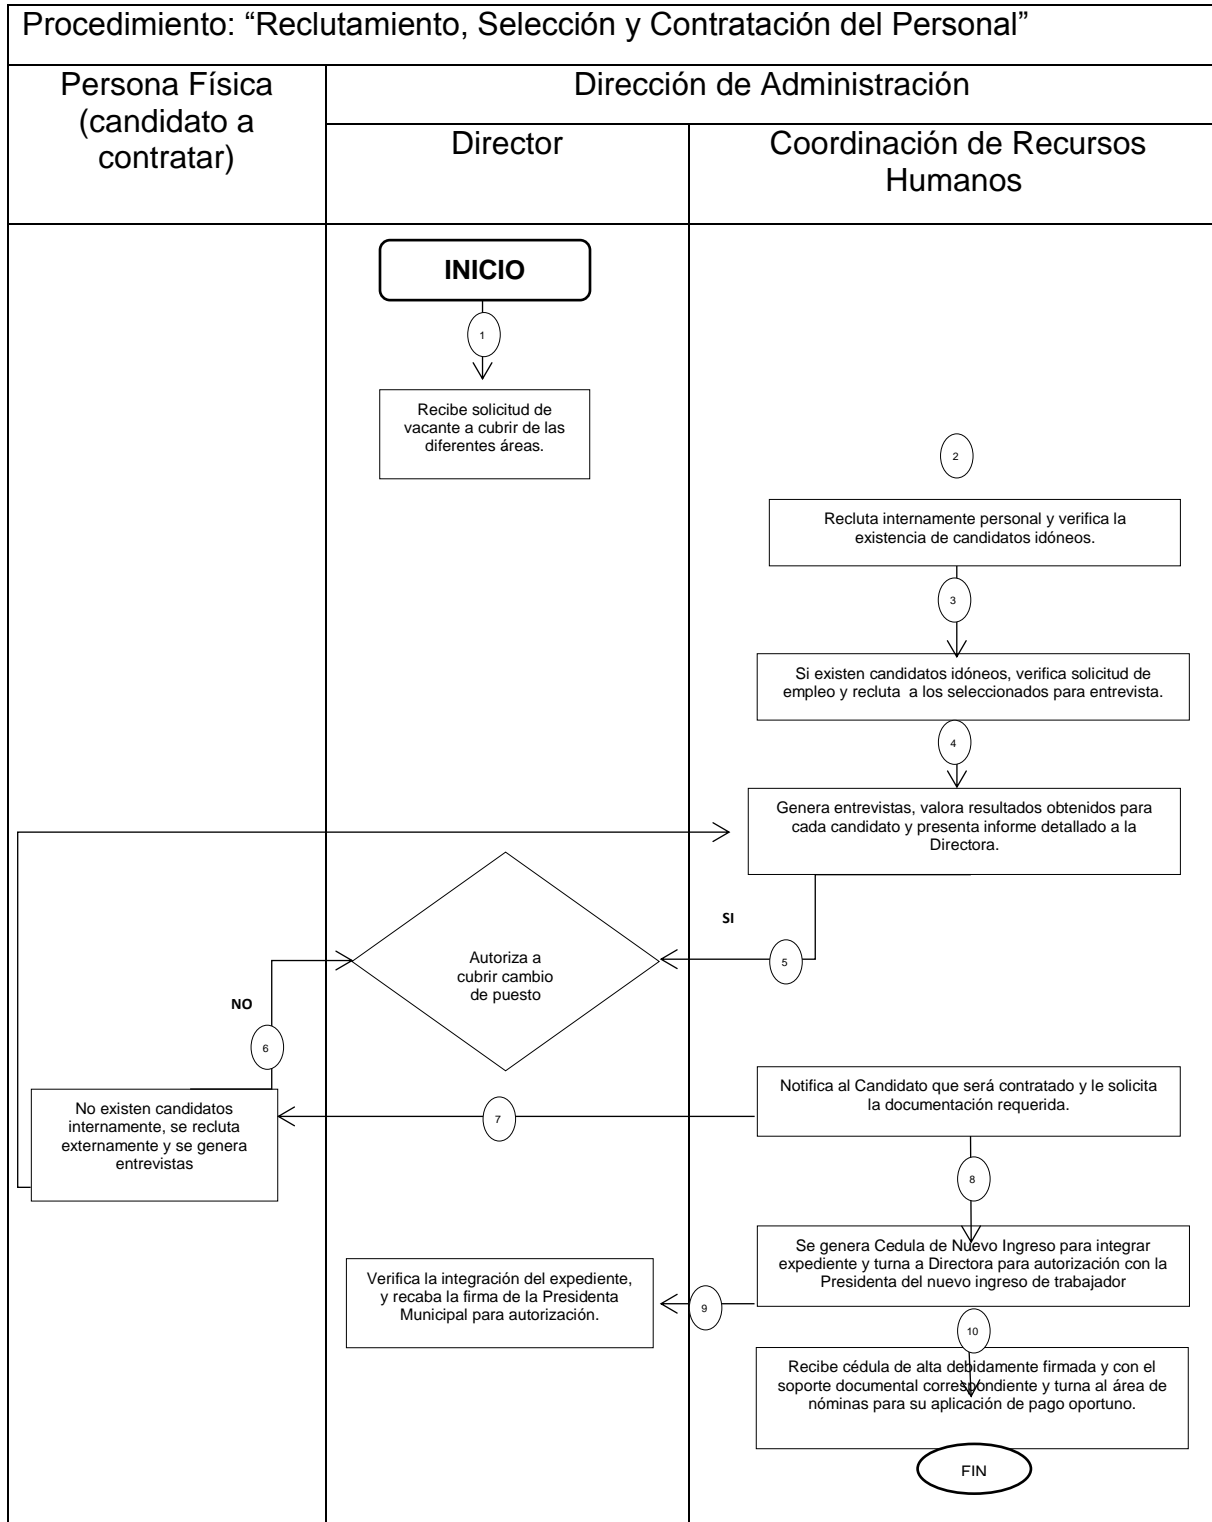 Procedimiento: “Reclutamiento, Selección y Contratación del Personal”
Persona Física
(candidato a
contratar)
Dirección de Administración
Director
Coordinación de Recursos
Humanos
INICIO
1
Recibe solicitud de
vacante a cubrir de las
diferentes áreas.
2
Recluta internamente personal y verifica la
existencia de candidatos idóneos.
3
Si existen candidatos idóneos, verifica solicitud de
empleo y recluta  a los seleccionados para entrevista.
4
Genera entrevistas, valora resultados obtenidos para
cada candidato y presenta informe detallado a la
Directora.
SI
5
Autoriza a
cubrir cambio
de puesto
NO
6
No existen candidatos
internamente, se recluta
externamente y se genera
entrevistas
7
Notifica al Candidato que será contratado y le solicita
la documentación requerida.
8
Se genera Cedula de Nuevo Ingreso para integrar
expediente y turna a Directora para autorización con la
Presidenta del nuevo ingreso de trabajador
9
Verifica la integración del expediente,
y recaba la firma de la Presidenta
Municipal para autorización.
10
Recibe cédula de alta debidamente firmada y con el
soporte documental correspondiente y turna al área de
nóminas para su aplicación de pago oportuno.
FIN